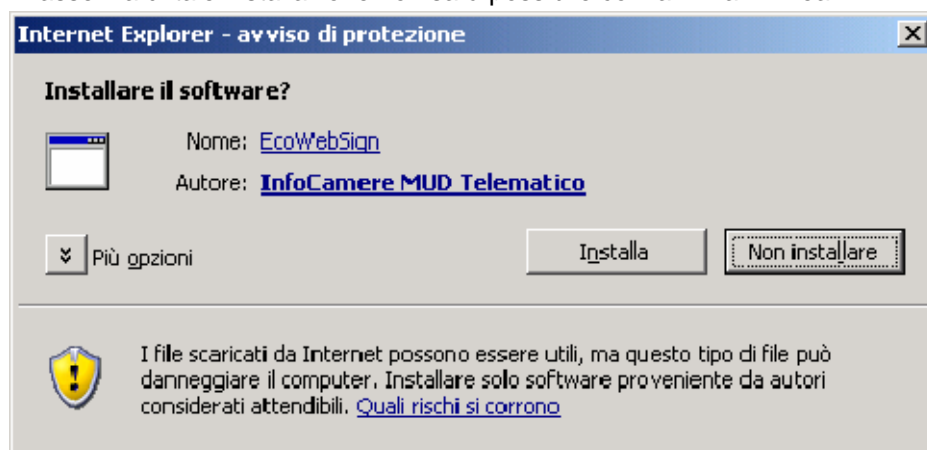 Internet Explorer - avviso di protezione
Installare il software?
Nome: EcoWebSign
Autore: InfoCamere MUD Telematico
Più opzioni
Installa
Non installare
I file scaricati da Internet possono essere utili, ma questo tipo di file può
danneggiare il computer. Installare solo software proveniente da autori
considerati attendibili. Quali rischi si corrono